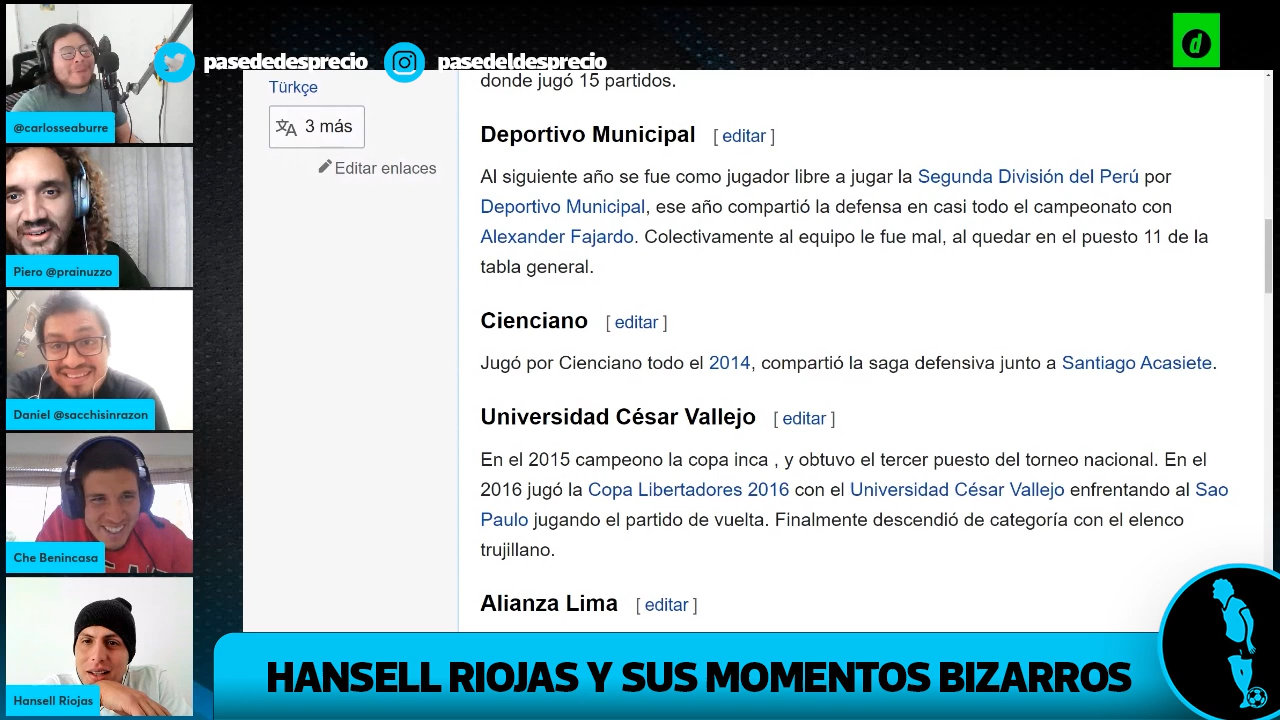 pasededesprecio
pasedeldesprecio
d
@carlosseaburre
Piero @prainuzzo
Daniel @sacchisinrazon
Che Benincasa
Hansell Riojas
Türkçe
3 más
Editar enlaces
donde jugó 15 partidos.
Deportivo Municipal [ editar ]
Al siguiente año se fue como jugador libre a jugar la Segunda División del Perú por
Deportivo Municipal, ese año compartió la defensa en casi todo el campeonato con
Alexander Fajardo. Colectivamente al equipo le fue mal, al quedar en el puesto 11 de la
tabla general.
Cienciano [ editar ]
Jugó por Cienciano todo el 2014, compartió la saga defensiva junto a Santiago Acasiete.
Universidad César Vallejo [ editar ]
En el 2015 campeono la copa inca , y obtuvo el tercer puesto del torneo nacional. En el
2016 jugó la Copa Libertadores 2016 con el Universidad César Vallejo enfrentando al Sao
Paulo jugando el partido de vuelta. Finalmente descendió de categoría con el elenco
trujillano.
Alianza Lima [ editar ]
HANSELL RIOJAS Y SUS MOMENTOS BIZARROS